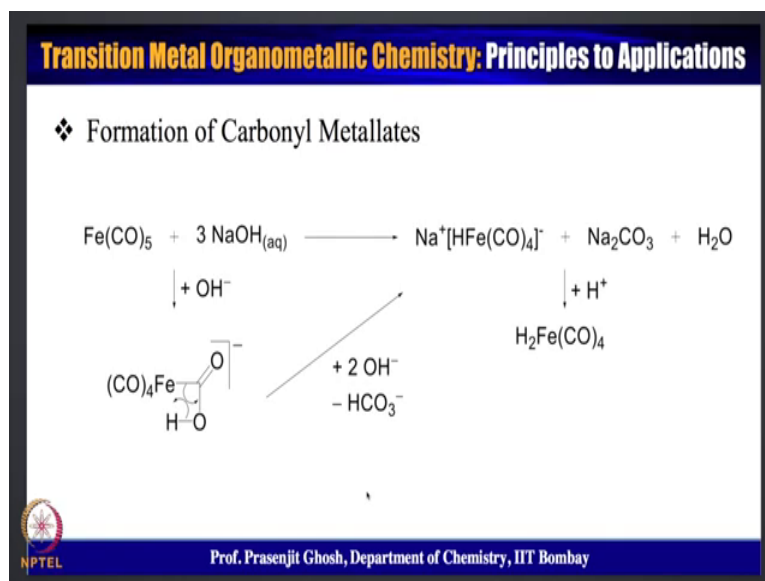 Transition Metal Organometallic Chemistry: Principles to Applications
❖ Formation of Carbonyl Metallates
Fe(CO)₅ + 3 NaOH₍aq₎ ⟶ Na⁺[HFe(CO)₄]⁻ + Na₂CO₃ + H₂O
+ OH⁻
+ H⁺
H₂Fe(CO)₄
O
(CO)₄Fe
H–O
−
+ 2 OH⁻
– HCO₃⁻
NPTEL
Prof. Prasenjit Ghosh, Department of Chemistry, IIT Bombay